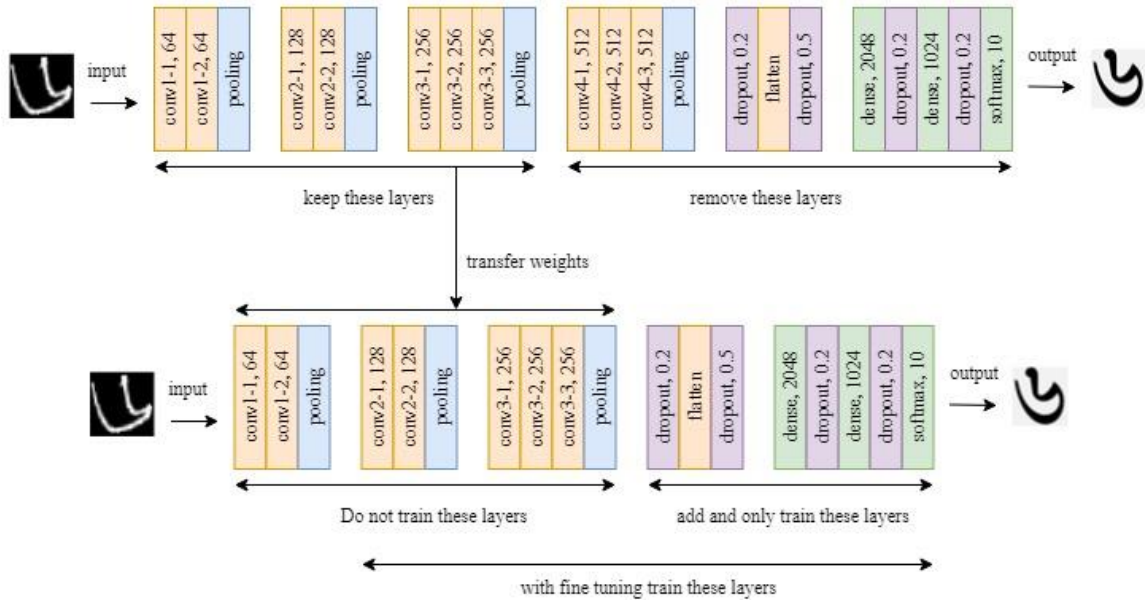 input
conv1-1, 64
conv1-2, 64
pooling
conv2-1, 128
conv2-2, 128
pooling
conv3-1, 256
conv3-2, 256
conv3-3, 256
pooling
conv4-1, 512
conv4-2, 512
conv4-3, 512
pooling
dropout, 0.2
flatten
dropout, 0.5
dense, 2048
dropout, 0.2
dense, 1024
dropout, 0.2
softmax, 10
output
keep these layers
remove these layers
transfer weights
input
conv1-1, 64
conv1-2, 64
pooling
conv2-1, 128
conv2-2, 128
pooling
conv3-1, 256
conv3-2, 256
conv3-3, 256
pooling
dropout, 0.2
flatten
dropout, 0.5
dense, 2048
dropout, 0.2
dense, 1024
dropout, 0.2
softmax, 10
output
Do not train these layers
add and only train these layers
with fine tuning train these layers